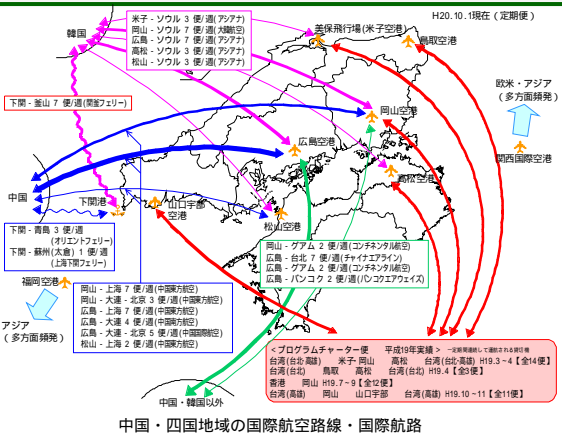 H20.10.1現在 (定期便)
韓国
米子 - ソウル 3 便/週 (アシアナ)
岡山 - ソウル 7 便/週 (大韓航空)
広島 - ソウル 7 便/週 (アシアナ)
高松 - ソウル 3 便/週 (アシアナ)
松山 - ソウル 3 便/週 (アシアナ)
美保飛行場(米子空港)
鳥取空港
欧米・アジア
(多方面頻発)
下関 - 釜山 7 便/週(関釜フェリー)
岡山空港
広島空港
関西国際空港
高松空港
中国
下関港
山口宇部
空港
松山空港
下関 - 青島 3 便/週
(オリエントフェリー)
下関 - 蘇州(太倉) 1 便/週
(上海下関フェリー)
岡山 - グアム 2 便/週(コンチネンタル航空)
広島 - 台北 7 便/週(チャイナエアライン)
広島 - グアム 2 便/週(コンチネンタル航空)
広島 - バンコク 2 便/週(バンコクエアウェイズ)
福岡空港
岡山 - 上海 7 便/週(中国東方航空)
岡山 - 大連 - 北京 3 便/週(中国東方航空)
広島 - 上海 7 便/週(中国東方航空)
広島 - 大連 4 便/週(中国東方航空)
広島 - 大連 - 北京 5 便/週(中国国際航空)
松山 - 上海 2 便/週(中国東方航空)
アジア
(多方面頻発)
<プログラムチャーター便 平成19年実績> ー定期間連続して運航される貸切機
台湾(台北・高雄) 米子・岡山 高松 台湾(台北・高雄) H19.3~4【全14便】
台湾(台北) 鳥取 高松 台湾(台北) H19.4【全3便】
香港 岡山 H19.7~9【全12便】
台湾(高雄) 岡山 山口宇部 台湾(高雄) H19.10~11【全11便】
中国・韓国以外
中国・四国地域の国際航空路線・国際航路